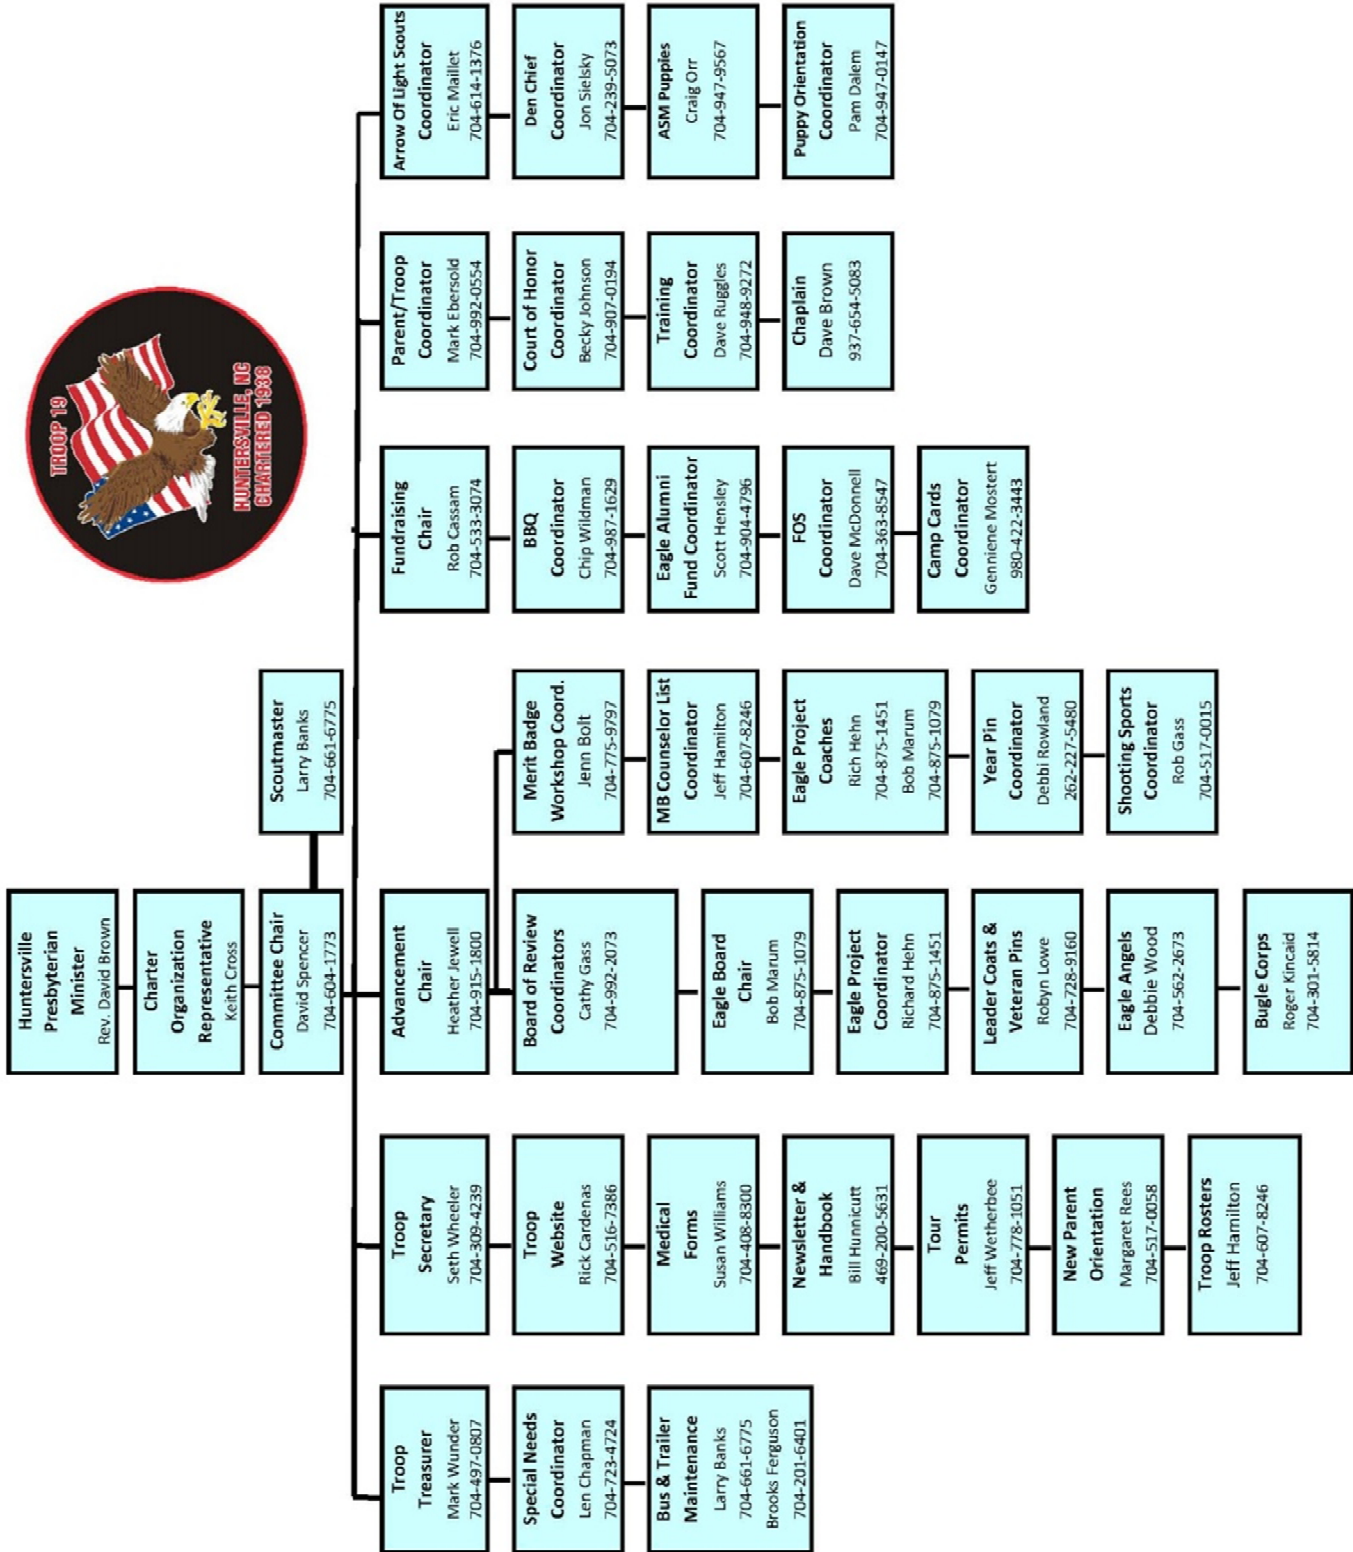 TROOP 19
HUNTERSVILLE, NC
CHARTERED 1938
Huntersville
Presbyterian
Minister
Rev. David Brown
Charter
Organization
Representative
Keith Cross
Committee Chair
David Spencer
704-604-1773
Scoutmaster
Larry Banks
704-661-6775
Troop
Treasurer
Mark Wunder
704-497-0807
Special Needs
Coordinator
Len Chapman
704-723-4724
Bus & Trailer
Maintenance
Larry Banks
704-661-6775
Brooks Ferguson
704-201-6401
Troop
Secretary
Seth Wheeler
704-309-4239
Troop
Website
Rick Cardenas
704-516-7386
Medical
Forms
Susan Williams
704-408-8300
Newsletter &
Handbook
Bill Hunnicutt
469-200-5631
Tour
Permits
Jeff Wetherbee
704-778-1051
New Parent
Orientation
Margaret Rees
704-517-0058
Troop Rosters
Jeff Hamilton
704-607-8246
Advancement
Chair
Heather Jewell
704-915-1800
Board of Review
Coordinators
Cathy Gass
704-992-2073
Eagle Board
Chair
Bob Marum
704-875-1079
Eagle Project
Coordinator
Richard Hehn
704-875-1451
Leader Coats &
Veteran Pins
Robyn Lowe
704-728-9160
Eagle Angels
Debbie Wood
704-562-2673
Bugle Corps
Roger Kincaid
704-301-5814
Merit Badge
Workshop Coord.
Jenn Bolt
704-775-9797
MB Counselor List
Coordinator
Jeff Hamilton
704-607-8246
Eagle Project
Coaches
Rich Hehn
704-875-1451
Bob Marum
704-875-1079
Year Pin
Coordinator
Debbi Rowland
262-227-5480
Shooting Sports
Coordinator
Rob Gass
704-517-0015
Fundraising
Chair
Rob Cassam
704-533-3074
BBQ
Coordinator
Chip Wildman
704-987-1629
Eagle Alumni
Fund Coordinator
Scott Hensley
704-904-4796
FOS
Coordinator
Dave McDonnell
704-363-8547
Camp Cards
Coordinator
Genniene Mostert
980-422-3443
Parent/Troop
Coordinator
Mark Ebersold
704-992-0554
Court of Honor
Coordinator
Becky Johnson
704-907-0194
Training
Coordinator
Dave Ruggles
704-948-9272
Chaplain
Dave Brown
937-654-5083
Arrow Of Light Scouts
Coordinator
Eric Maillet
704-614-1376
Den Chief
Coordinator
Jon Sielsky
704-239-5073
ASM Puppies
Craig Orr
704-947-9567
Puppy Orientation
Coordinator
Pam Dalem
704-947-0147